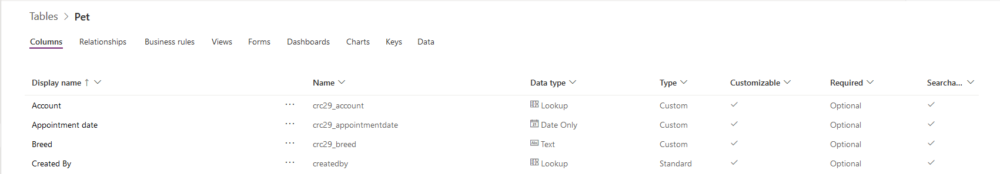 Tables > Pet
Columns Relationships Business rules Views Forms Dashboards Charts Keys Data
Display name ↑ Name Data type Type Customizable Required Searcha...
Account ... crc29_account Lookup Custom ✓ Optional ✓
Appointment date ... crc29_appointmentdate 21 Date Only Custom ✓ Optional ✓
Breed ... crc29_breed Abc Text Custom ✓ Optional ✓
Created By ... createdby Lookup Standard ✓ Optional ✓